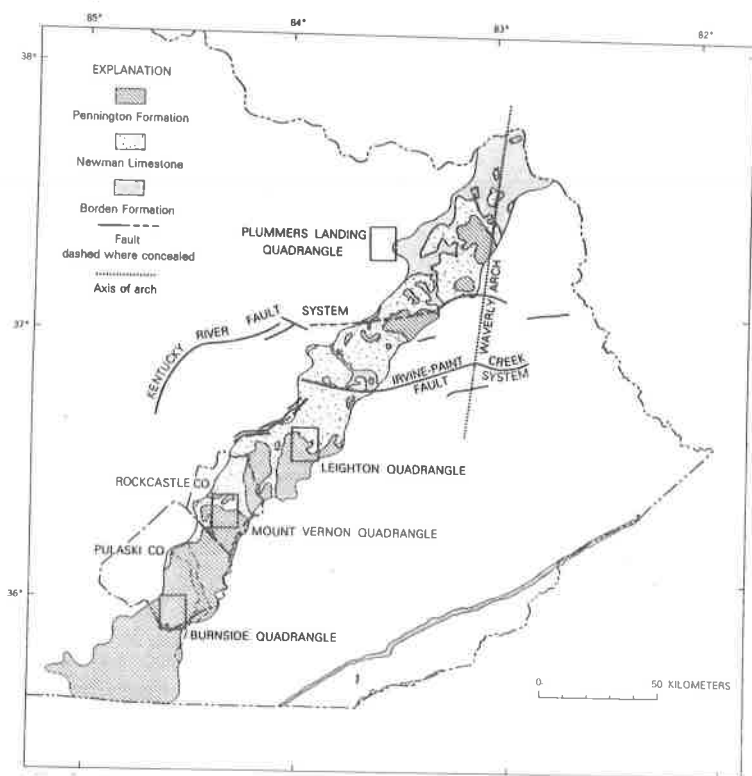 85°
84°
83°
82°
38°
EXPLANATION
Pennington Formation
Newman Limestone
Borden Formation
Fault
dashed where concealed
Axis of arch
PLUMMERS LANDING
QUADRANGLE
KENTUCKY RIVER FAULT SYSTEM
37°
WAVERLY ARCH
IRVINE-PAINT CREEK
FAULT SYSTEM
LEIGHTON QUADRANGLE
ROCKCASTLE CO
MOUNT VERNON QUADRANGLE
PULASKI CO
36°
BURNSIDE QUADRANGLE
0 50 KILOMETERS